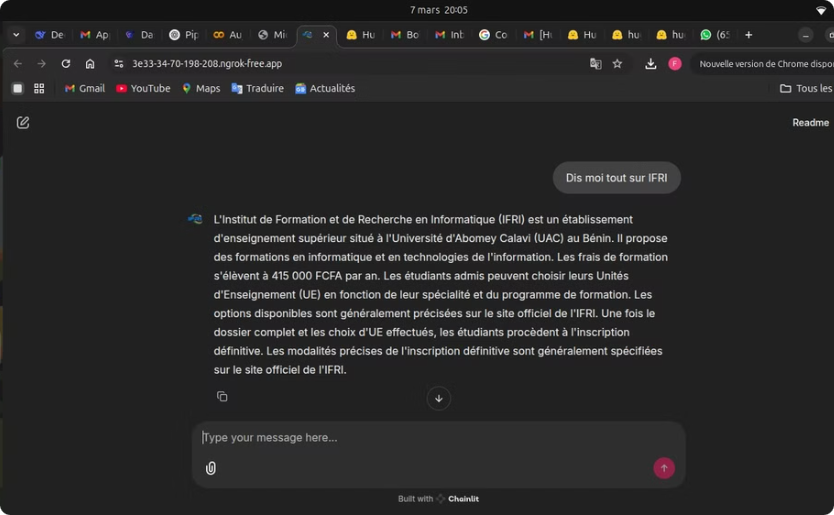 7 mars 20:05
De
Ap
Da
Pip
Au
Mi
Hu
Bo
Inb
Co
[H
Hu
hu
hu
(65
3e33-34-70-198-208.ngrok-free.app
F
Nouvelle version de Chrome dispo
Gmail
YouTube
Maps
Traduire
Actualités
Tous les
Readme
Dis moi tout sur IFRI
L'Institut de Formation et de Recherche en Informatique (IFRI) est un établissement
d'enseignement supérieur situé à l'Université d'Abomey Calavi (UAC) au Bénin. Il propose
des formations en informatique et en technologies de l'information. Les frais de formation
s'élèvent à 415 000 FCFA par an. Les étudiants admis peuvent choisir leurs Unités
d'Enseignement (UE) en fonction de leur spécialité et du programme de formation. Les
options disponibles sont généralement précisées sur le site officiel de l'IFRI. Une fois le
dossier complet et les choix d'UE effectués, les étudiants procèdent à l'inscription
définitive. Les modalités précises de l'inscription définitive sont généralement spécifiées
sur le site officiel de l'IFRI.
Type your message here...
Built with Chainlit